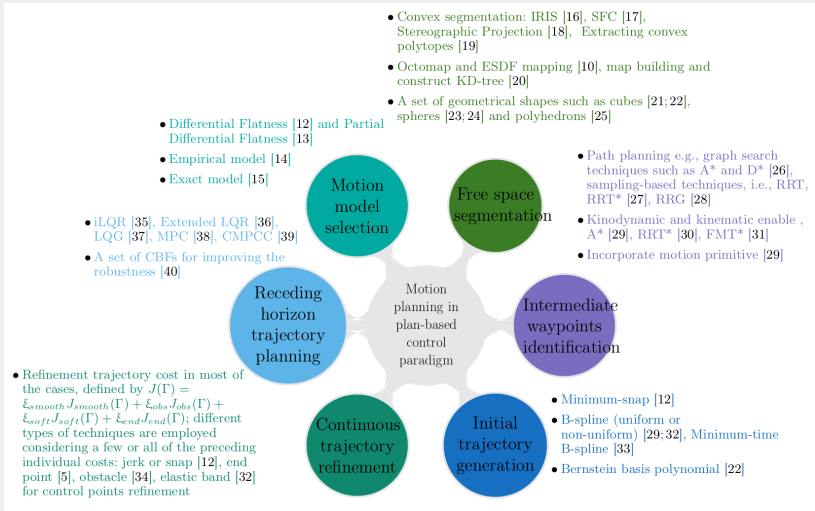 • Convex segmentation: IRIS [16], SFC [17],
Stereographic Projection [18], Extracting convex
polytopes [19]
• Octomap and ESDF mapping [10], map building and
construct KD-tree [20]
• A set of geometrical shapes such as cubes [21; 22],
spheres [23; 24] and polyhedrons [25]
• Differential Flatness [12] and Partial
Differential Flatness [13]
• Empirical model [14]
• Exact model [15]
Motion
model
selection
Free space
segmentation
• Path planning e.g., graph search
techniques such as A* and D* [26],
sampling-based techniques, i.e., RRT,
RRT* [27], RRG [28]
• Kinodynamic and kinematic enable ,
A* [29], RRT* [30], FMT* [31]
• Incorporate motion primitive [29]
• iLQR [35], Extended LQR [36],
LQG [37], MPC [38], CMPCC [39]
• A set of CBFs for improving the
robustness [40]
Receding
horizon
trajectory
planning
Motion
planning in
plan-based
control
paradigm
Intermediate
waypoints
identification
• Refinement trajectory cost in most of
the cases, defined by J(Γ) =
ξsmoothJsmooth(Γ) + ξobsJobs(Γ) +
ξsoftJsoft(Γ) + ξendJend(Γ); different
types of techniques are employed
considering a few or all of the preceding
individual costs: jerk or snap [12], end
point [5], obstacle [34], elastic band [32]
for control points refinement
Continuous
trajectory
refinement
Initial
trajectory
generation
• Minimum-snap [12]
• B-spline (uniform or
non-uniform) [29; 32], Minimum-time
B-spline [33]
• Bernstein basis polynomial [22]